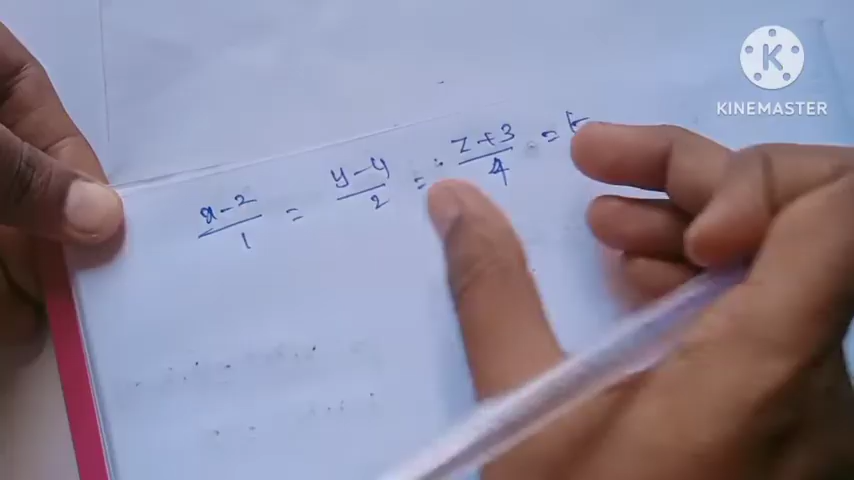 x-2/1 = y-4/2 = z+3/4 = k
KINEMASTER